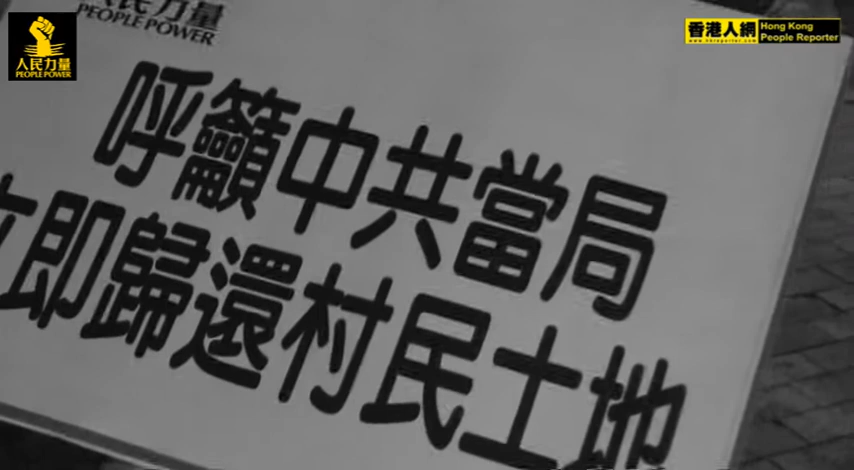 人民力量
PEOPLE POWER
人民力量
PEOPLE POWER
香港人網
www.hkreporter.com
Hong Kong
People Reporter
呼籲中共當局
立即歸還村民土地